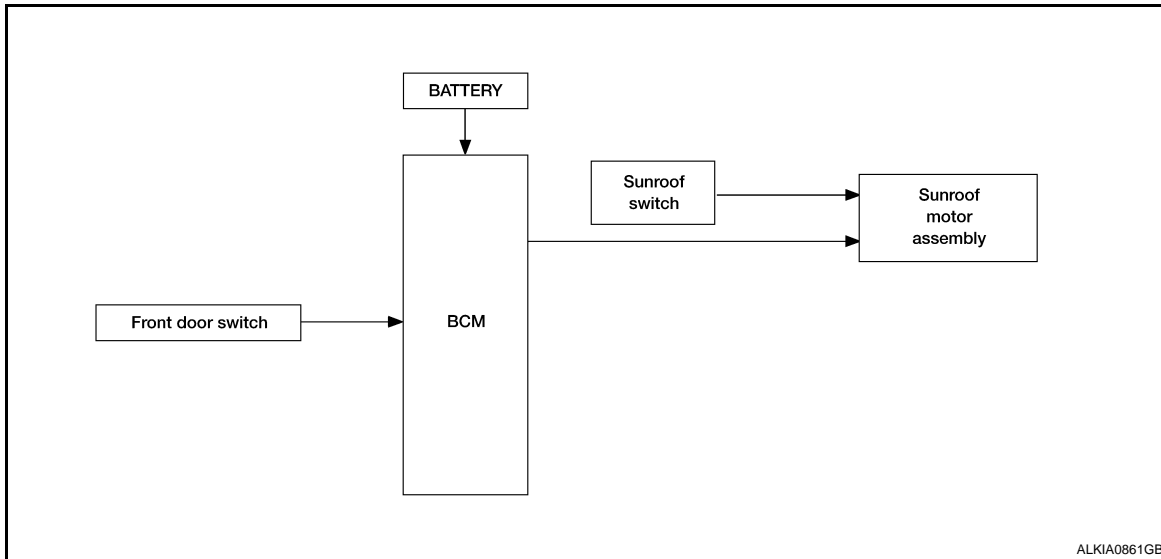 BATTERY
Sunroof
switch
Sunroof
motor
assembly
Front door switch
BCM
ALKIA0861GB